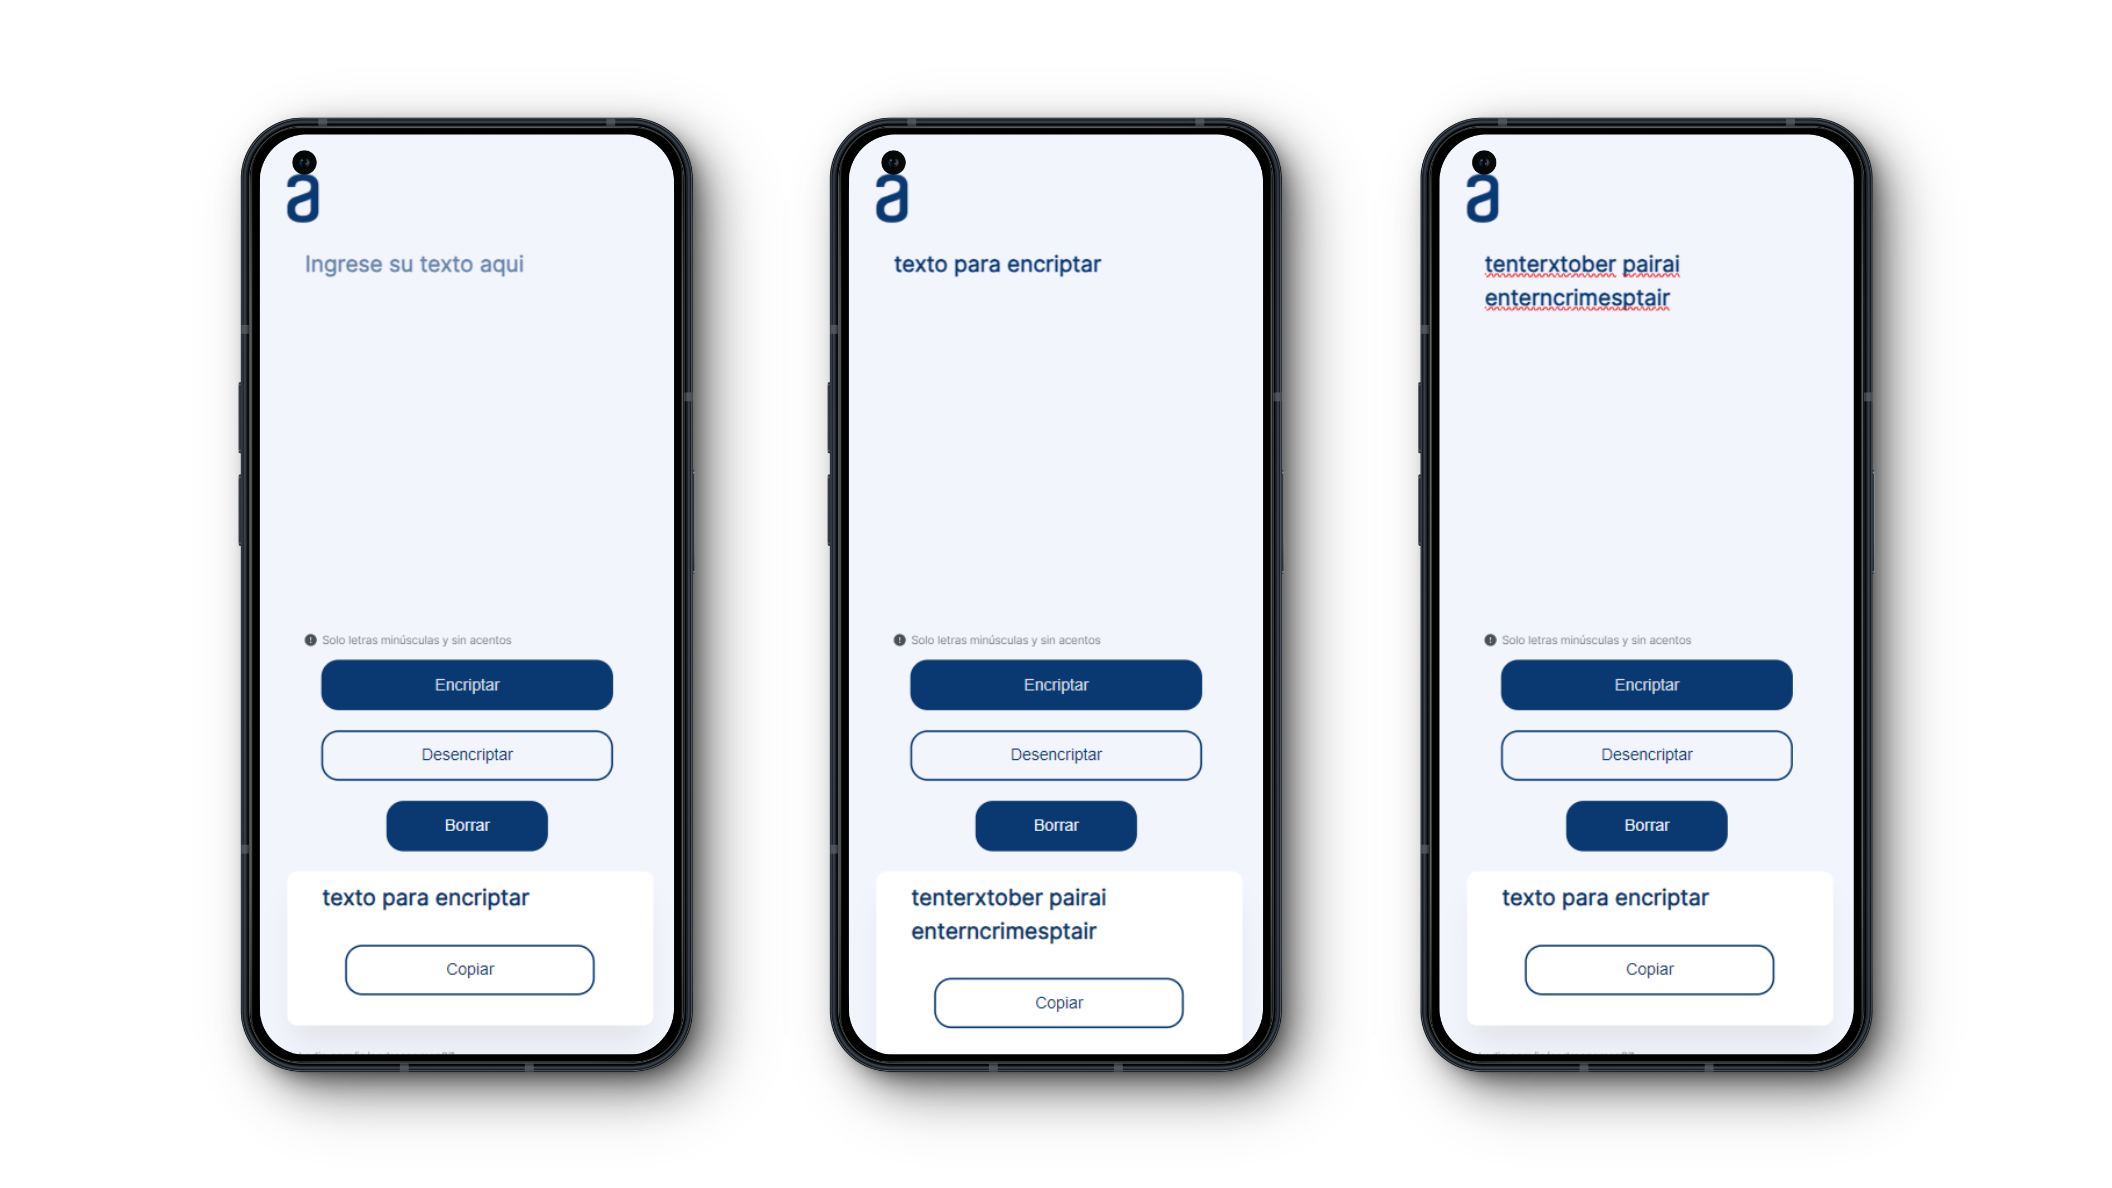 a
Ingrese su texto aqui
Solo letras minúsculas y sin acentos
Encriptar
Desencriptar
Borrar
texto para encriptar
Copiar
a
texto para encriptar
Solo letras minúsculas y sin acentos
Encriptar
Desencriptar
Borrar
tenterxtober pairai
enterncrimesptair
Copiar
a
tenterxtober pairai
enterncrimesptair
Solo letras minúsculas y sin acentos
Encriptar
Desencriptar
Borrar
texto para encriptar
Copiar